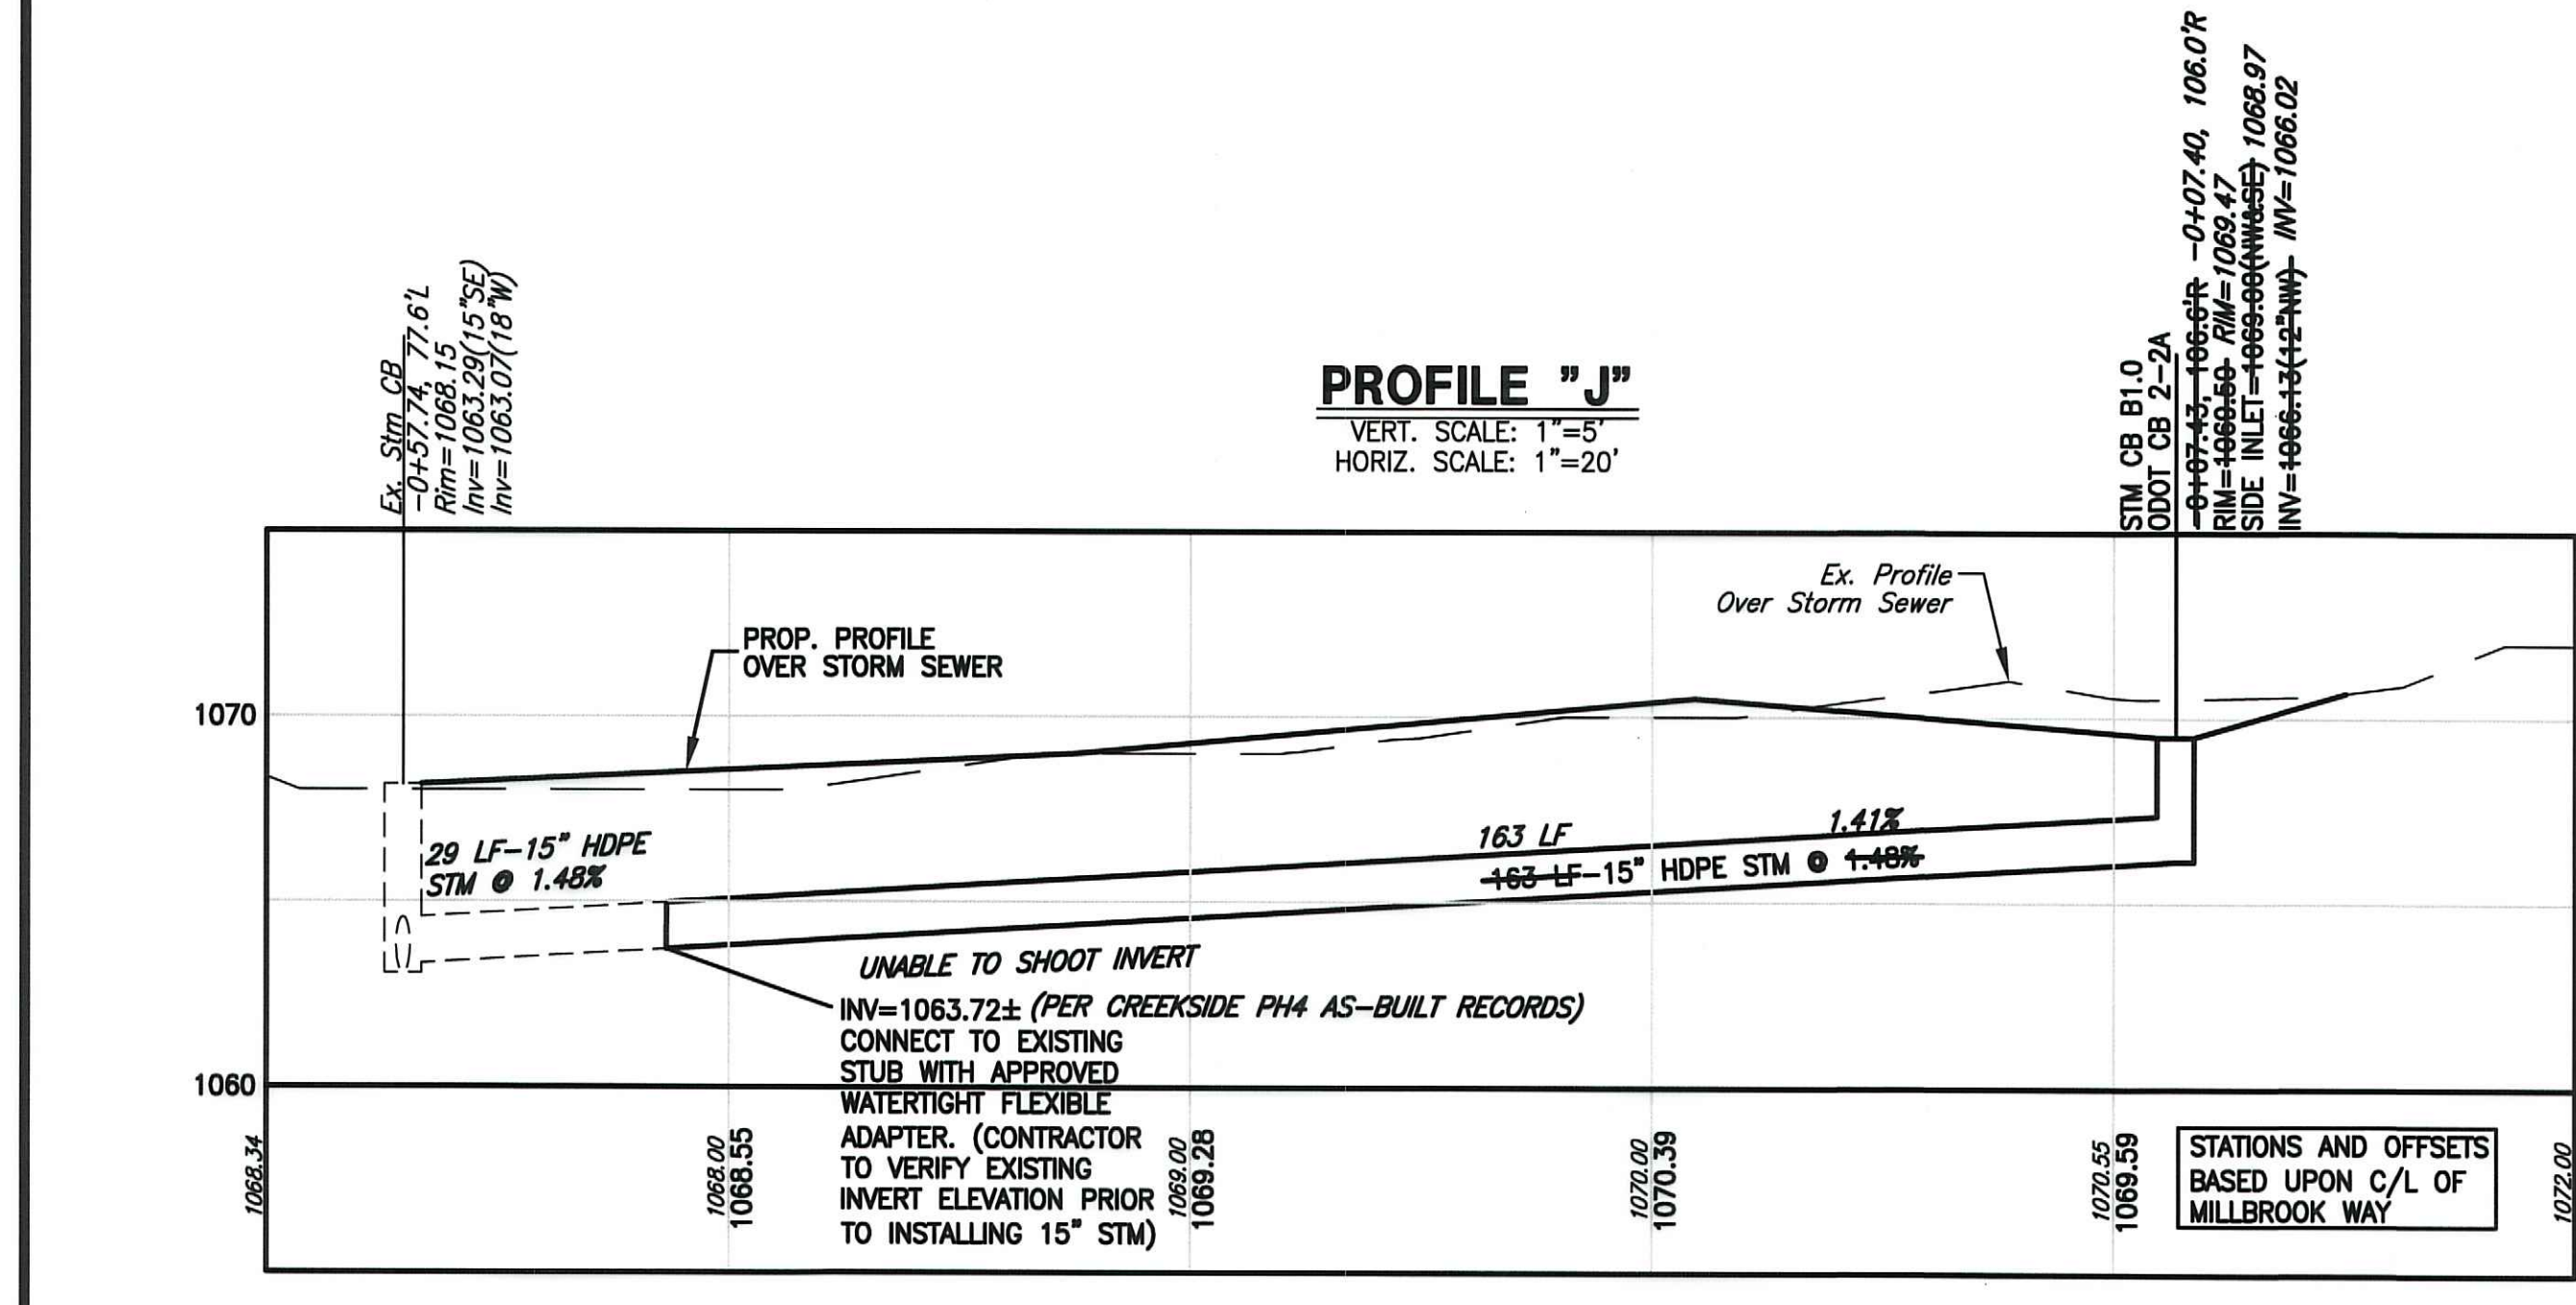 Ex. Stm CB
-0+57.74, 77.6'L
Rim=1068.15
Inv=1063.29(15"SE)
Inv=1063.07(18"W)
PROFILE "J"
VERT. SCALE: 1"=5'
HORIZ. SCALE: 1"=20'
STM CB B1.0
ODOT CB 2-2A
-0+07.43, 106.6'R -0+07.40, 106.0'R
RIM=1069.50 RIM=1069.47
SIDE INLET=1069.00(NW&SE) 1068.97
INV=1066.13(12"NW) INV=1066.02
Ex. Profile
Over Storm Sewer
PROP. PROFILE
OVER STORM SEWER
1070
29 LF-15" HDPE
STM @ 1.48%
163 LF 1.41%
163 LF-15" HDPE STM @ 1.48%
UNABLE TO SHOOT INVERT
INV=1063.72± (PER CREEKSIDE PH4 AS-BUILT RECORDS)
CONNECT TO EXISTING
STUB WITH APPROVED
WATERTIGHT FLEXIBLE
ADAPTER. (CONTRACTOR
TO VERIFY EXISTING
INVERT ELEVATION PRIOR
TO INSTALLING 15" STM)
1060
1068.34
1068.00
1068.55
1069.00
1069.28
1070.00
1070.39
1070.55
1069.59
STATIONS AND OFFSETS
BASED UPON C/L OF
MILLBROOK WAY
1072.00